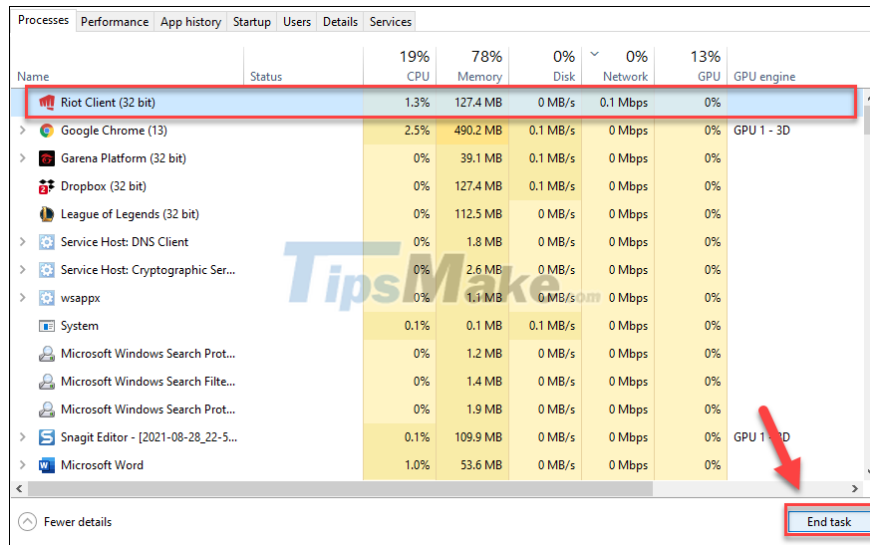 Processes Performance App history Startup Users Details Services
19% 78% 0% 0% 13%
Name Status CPU Memory Disk Network GPU GPU engine
Riot Client (32 bit) 1.3% 127.4 MB 0 MB/s 0.1 Mbps 0%
Google Chrome (13) 2.5% 490.2 MB 0.1 MB/s 0 Mbps 0% GPU 1 - 3D
Garena Platform (32 bit) 0% 39.1 MB 0.1 MB/s 0 Mbps 0%
Dropbox (32 bit) 0% 127.4 MB 0.1 MB/s 0 Mbps 0%
League of Legends (32 bit) 0% 112.5 MB 0 MB/s 0 Mbps 0%
Service Host: DNS Client 0% 1.8 MB 0 MB/s 0 Mbps 0%
Service Host: Cryptographic Ser... 0% 2.6 MB 0 MB/s 0 Mbps 0%
TipsMake.com
wsappx 0% 1.1 MB 0 MB/s 0 Mbps 0%
System 0.1% 0.1 MB 0.1 MB/s 0 Mbps 0%
Microsoft Windows Search Prot... 0% 1.2 MB 0 MB/s 0 Mbps 0%
Microsoft Windows Search Filte... 0% 1.4 MB 0 MB/s 0 Mbps 0%
Microsoft Windows Search Prot... 0% 1.9 MB 0 MB/s 0 Mbps 0%
Snagit Editor - [2021-08-28_22-5... 0.1% 109.9 MB 0 MB/s 0 Mbps 0% GPU 1 - 3D
Microsoft Word 1.0% 53.6 MB 0 MB/s 0 Mbps 0%
Fewer details End task